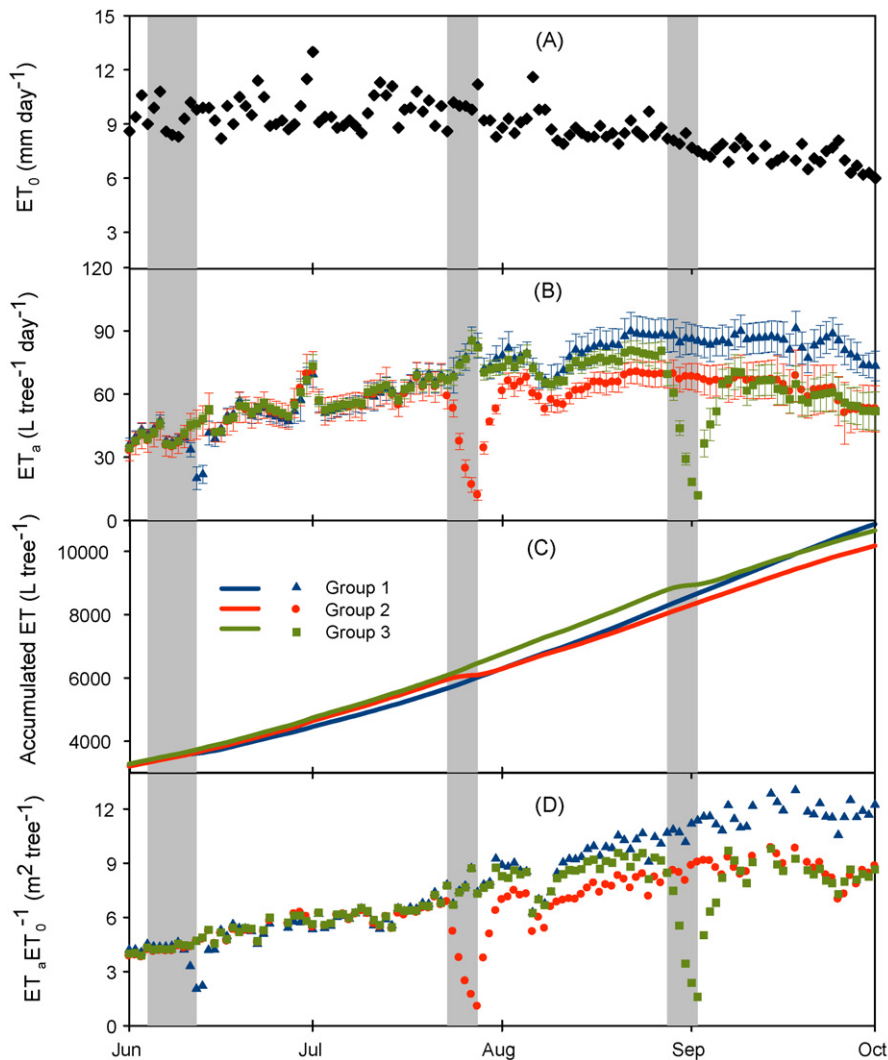 (A)
ET₀ (mm day⁻¹)
15
12
9
6
3
(B)
ETₐ (L tree⁻¹ day⁻¹)
120
90
60
30
0
(C)
Accumulated ET (L tree⁻¹)
10000
8000
6000
4000
Group 1
Group 2
Group 3
(D)
ETₐET₀⁻¹ (m² tree⁻¹)
12
9
6
3
0
Jun Jul Aug Sep Oct